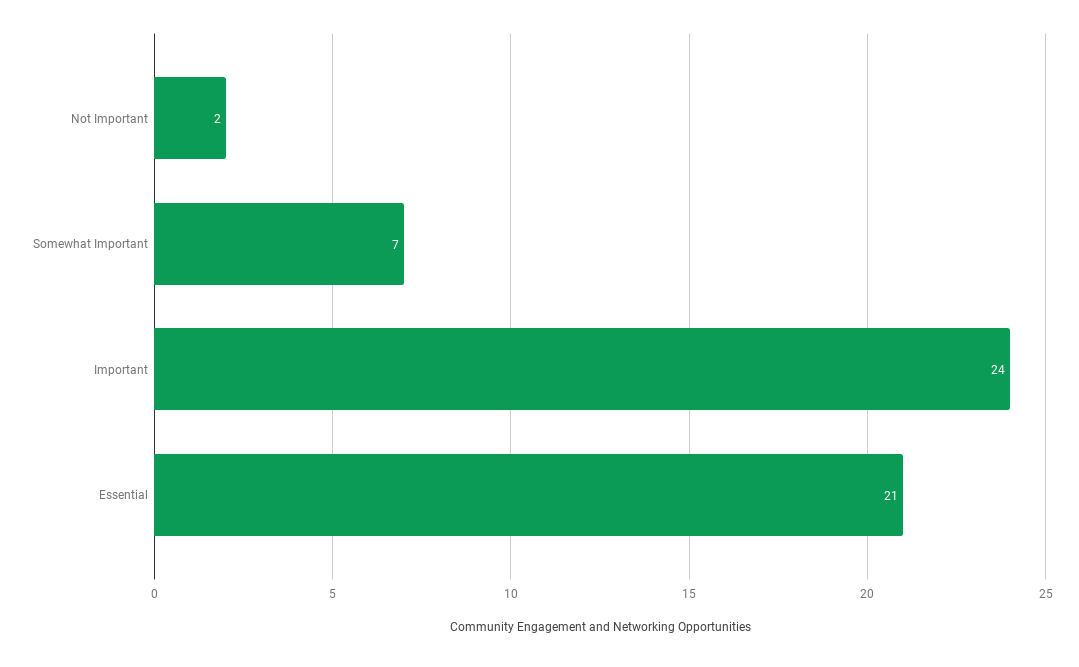 Not Important
2
Somewhat Important
7
Important
24
Essential
21
0 5 10 15 20 25
Community Engagement and Networking Opportunities